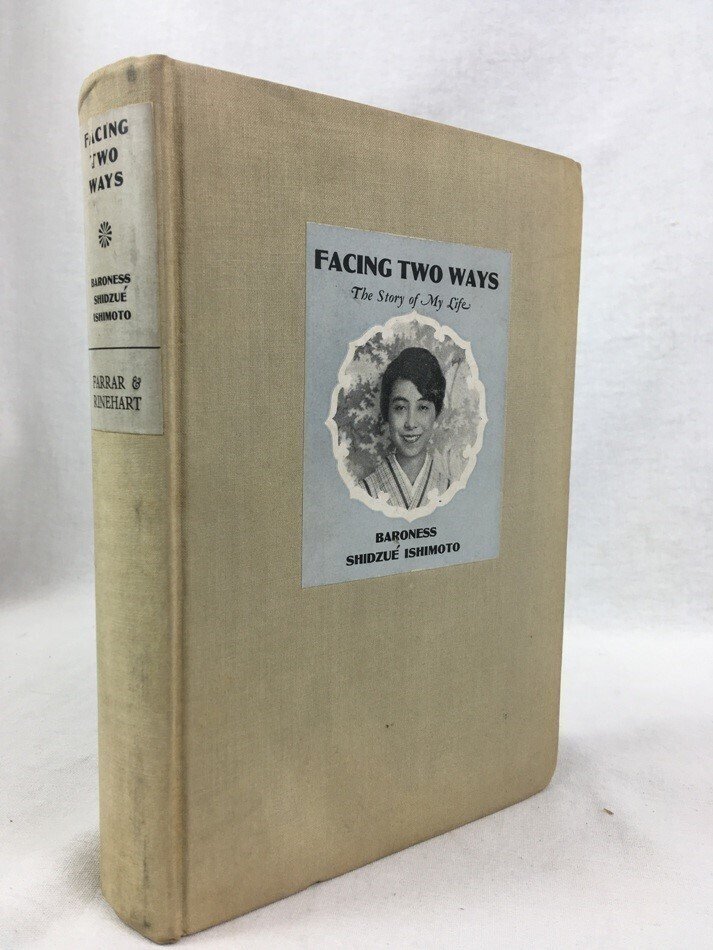 FACING
TWO
WAYS
BARONESS
SHIDZUÉ
ISHIMOTO
FARRAR &
RINEHART
FACING TWO WAYS
The Story of My Life
BARONESS
SHIDZUÉ ISHIMOTO